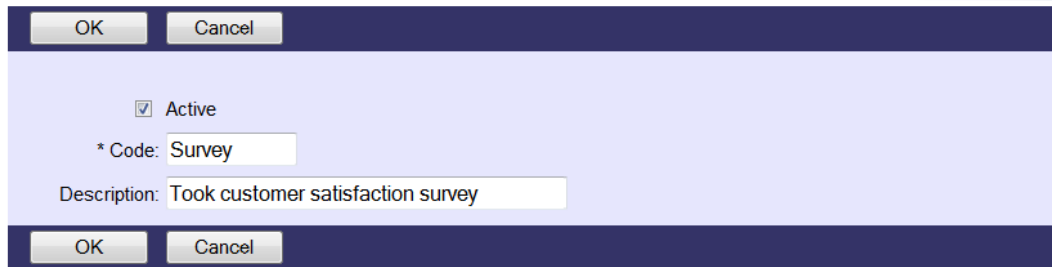 OK Cancel
Active
* Code: Survey
Description: Took customer satisfaction survey
OK Cancel